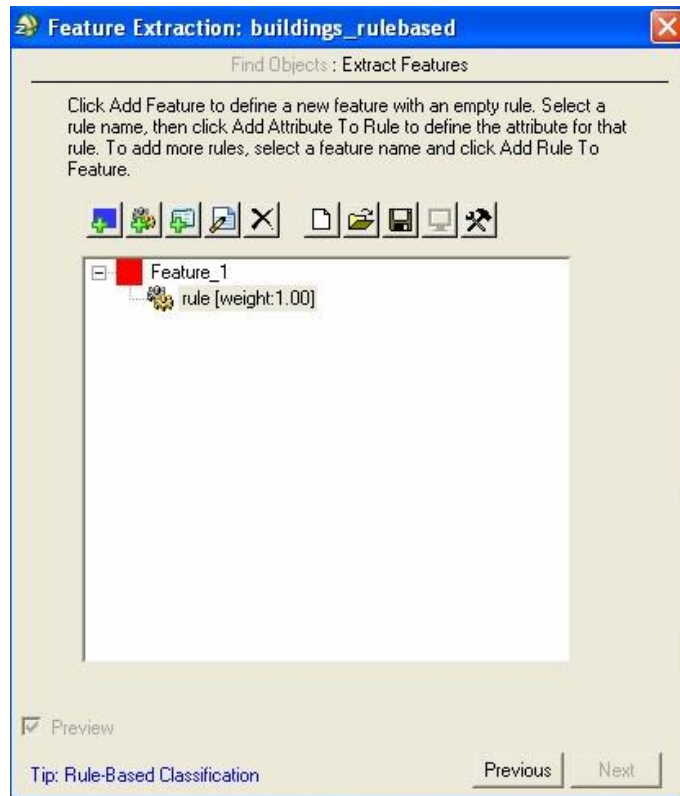 Feature Extraction: buildings_rulebased
Find Objects : Extract Features
Click Add Feature to define a new feature with an empty rule. Select a
rule name, then click Add Attribute To Rule to define the attribute for that
rule. To add more rules, select a feature name and click Add Rule To
Feature.
Feature_1
rule [weight:1.00]
Preview
Tip: Rule-Based Classification
Previous
Next